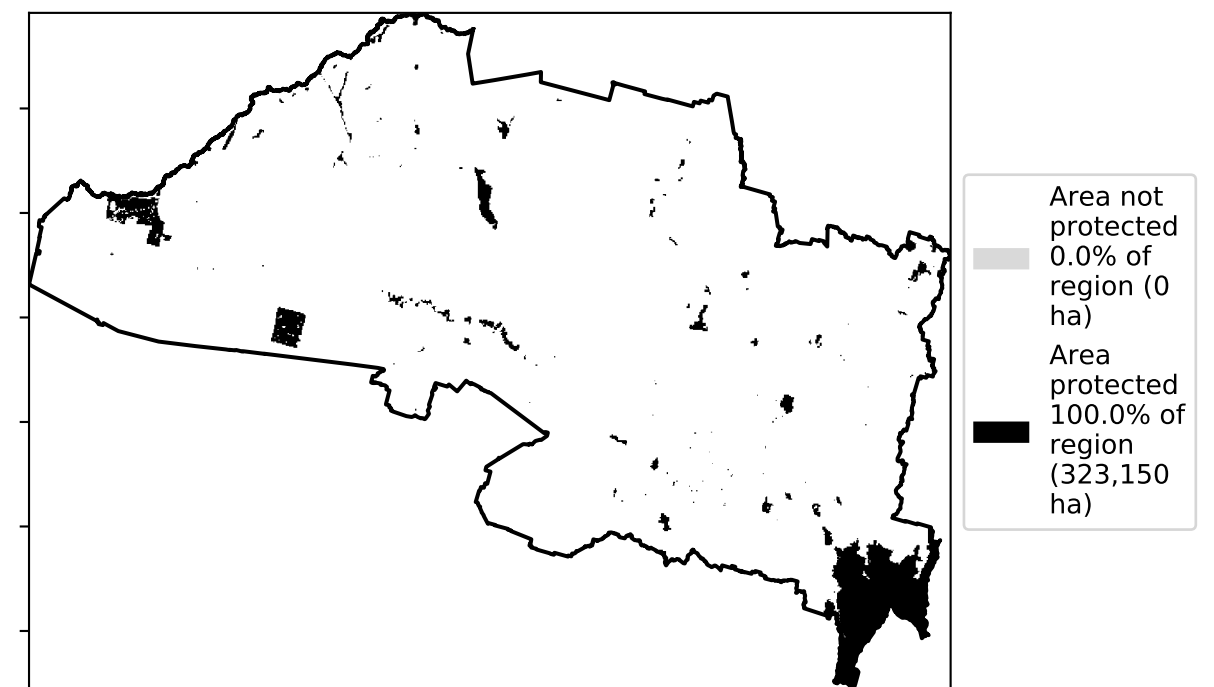 Area not
protected
0.0% of
region (0
ha)
Area
protected
100.0% of
region
(323,150
ha)